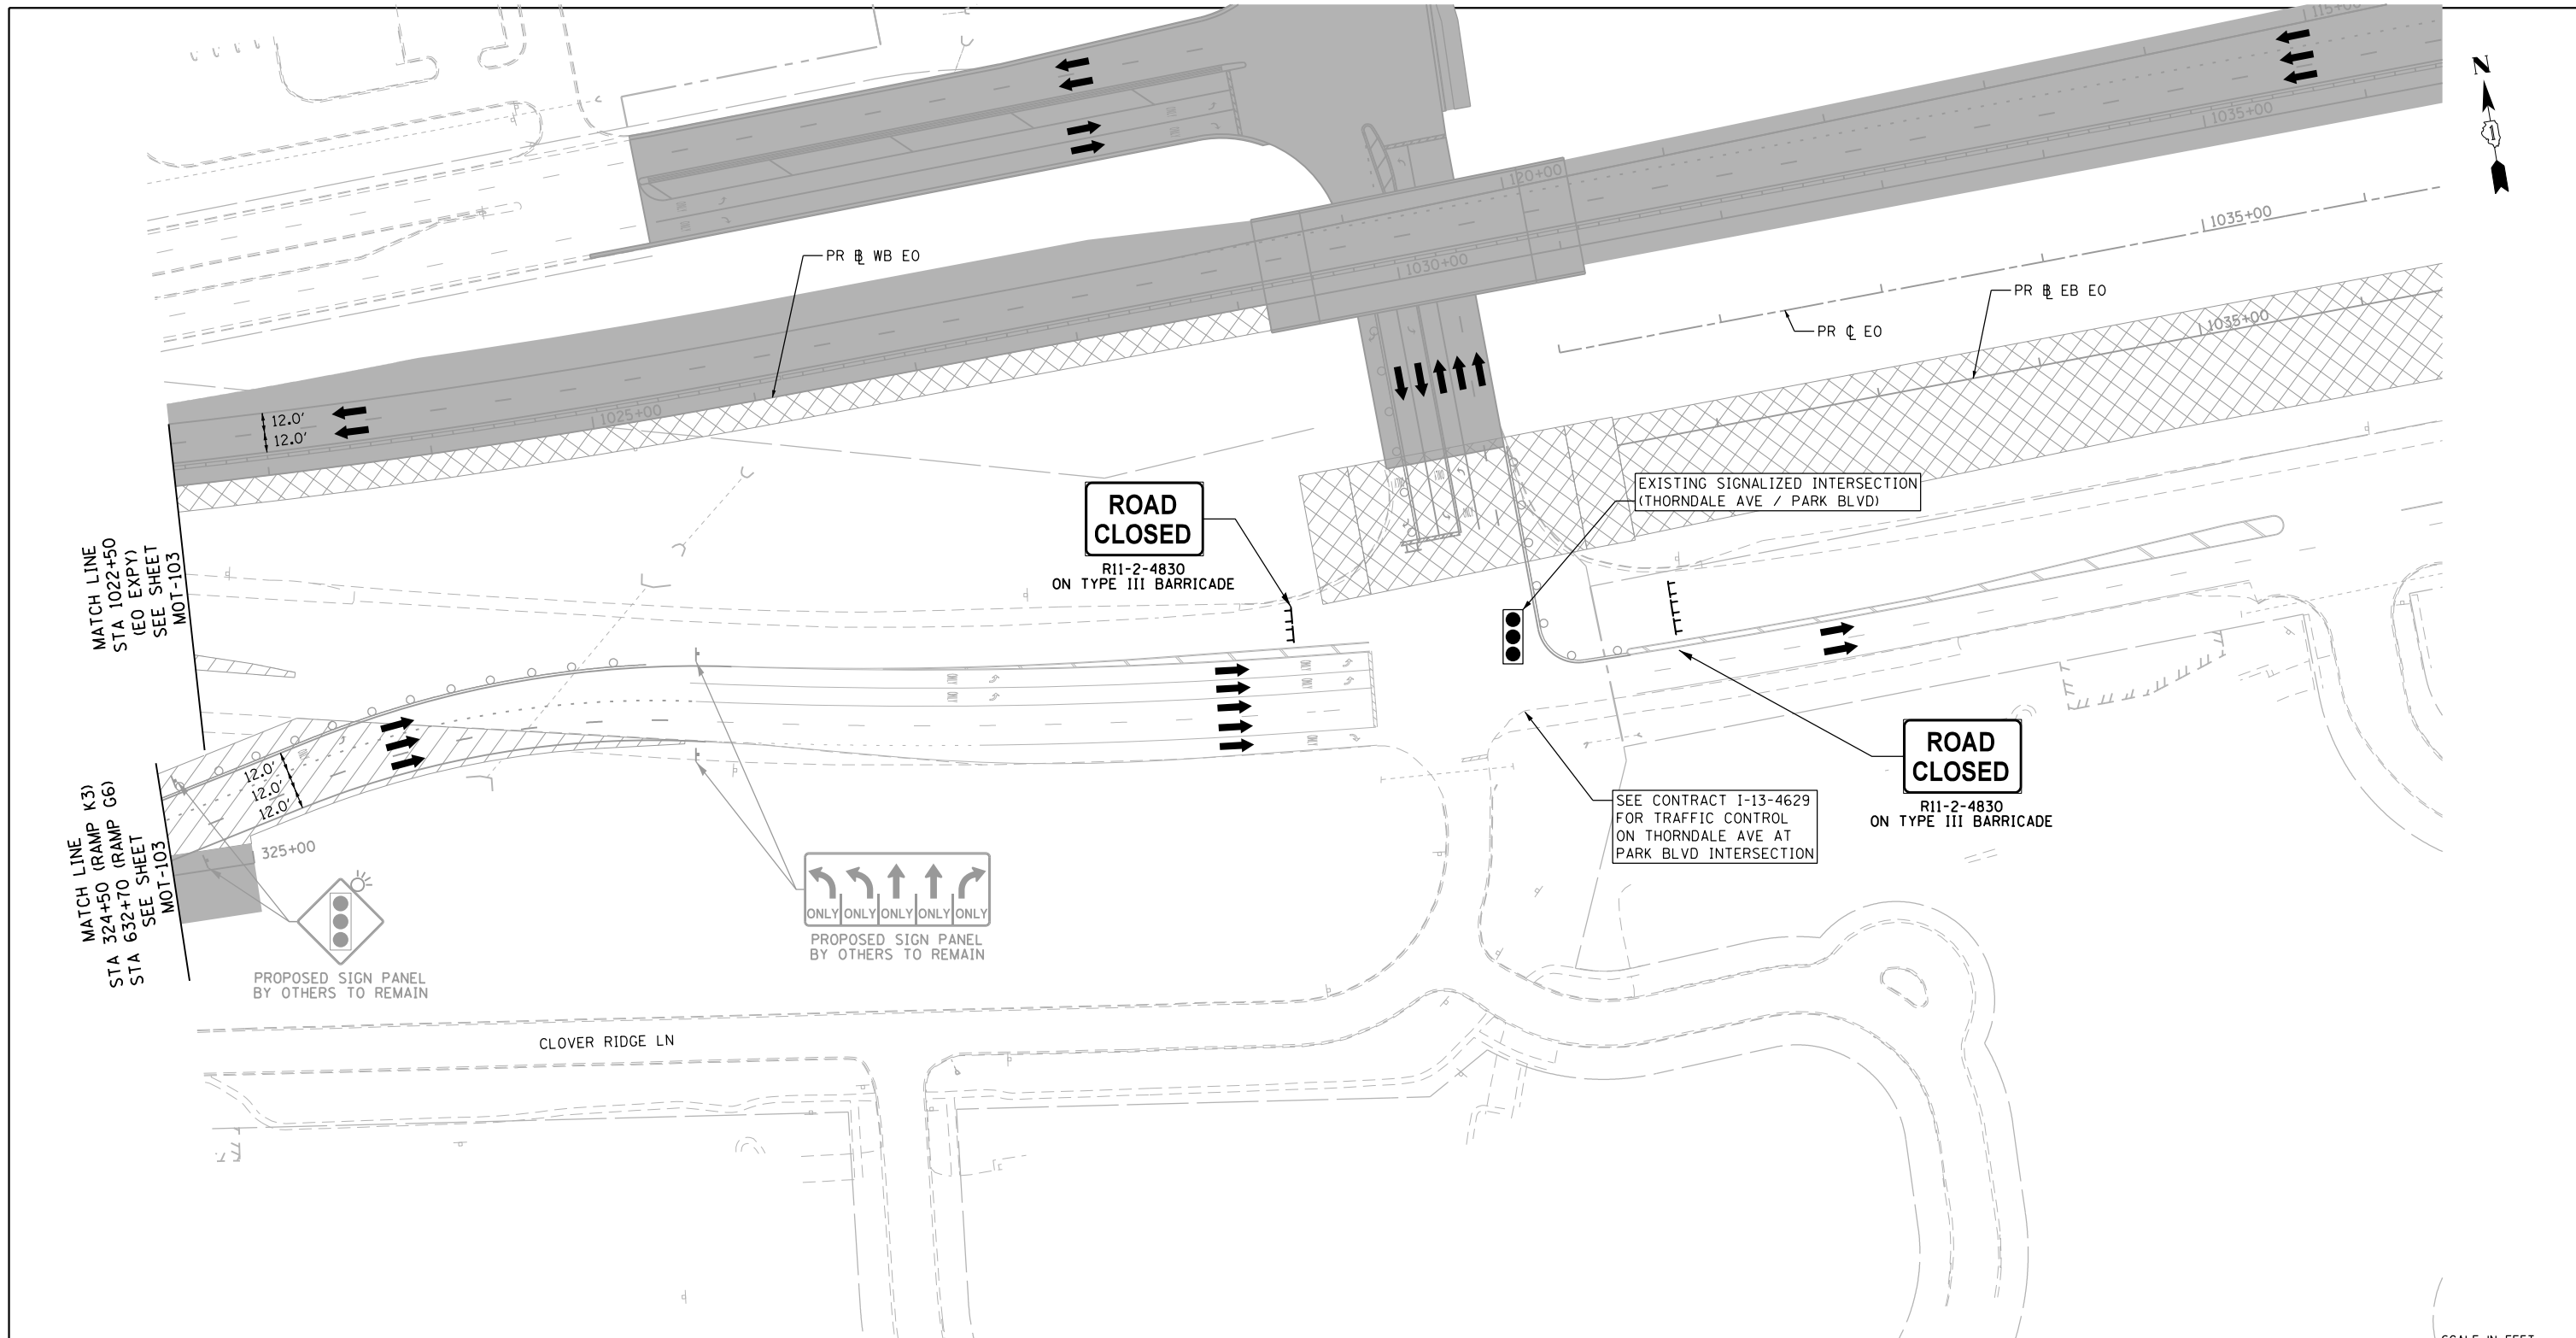 115+00
N
1
1035+00
120+00
1030+00
1035+00
PR BL WB EO
PR BL EB EO
1035+00
PR CL EO
12.0'
12.0'
1025+00
EXISTING SIGNALIZED INTERSECTION
(THORNDALE AVE / PARK BLVD)
ROAD
CLOSED
R11-2-4830
ON TYPE III BARRICADE
MATCH LINE
STA 1022+50
(EO EXPY)
SEE SHEET
MOT-103
ROAD
CLOSED
R11-2-4830
ON TYPE III BARRICADE
12.0'
12.0'
12.0'
MATCH LINE
STA 324+50 (RAMP K3)
STA 632+70 (RAMP G6)
SEE SHEET
MOT-103
325+00
SEE CONTRACT I-13-4629
FOR TRAFFIC CONTROL
ON THORNDALE AVE AT
PARK BLVD INTERSECTION
ONLY ONLY ONLY ONLY ONLY
PROPOSED SIGN PANEL
BY OTHERS TO REMAIN
PROPOSED SIGN PANEL
BY OTHERS TO REMAIN
CLOVER RIDGE LN